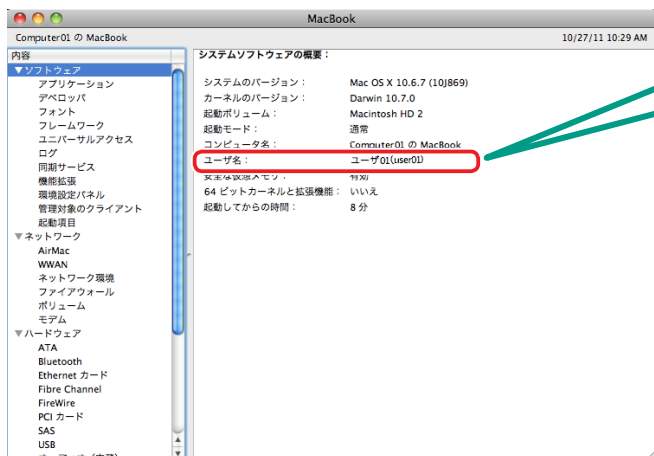 MacBook
Computer01 の MacBook
10/27/11 10:29 AM
内容
▼ソフトウェア
アプリケーション
デベロッパ
フォント
フレームワーク
ユニバーサルアクセス
ログ
同期サービス
機能拡張
環境設定パネル
管理対象のクライアント
起動項目
▼ネットワーク
AirMac
WWAN
ネットワーク環境
ファイアウォール
ボリューム
モデム
▼ハードウェア
ATA
Bluetooth
Ethernet カード
Fibre Channel
FireWire
PCI カード
SAS
USB
システムソフトウェアの概要：
システムのバージョン： Mac OS X 10.6.7 (10J869)
カーネルのバージョン： Darwin 10.7.0
起動ボリューム： Macintosh HD 2
起動モード： 通常
コンピュータ名： Computer01 の MacBook
ユーザ名： ユーザ01(user01)
安全な仮想メモリ： 有効
64 ビットカーネルと拡張機能： いいえ
起動してからの時間： 8 分